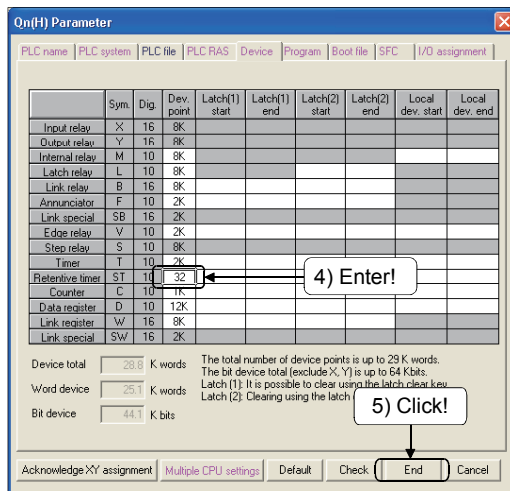 Qn(H) Parameter
PLC name PLC system PLC file PLC RAS Device Program Boot file SFC I/O assignment
Sym. Dig. Dev. point Latch(1) start Latch(1) end Latch(2) start Latch(2) end Local dev. start Local dev. end
Input relay X 16 8K
Output relay Y 16 8K
Internal relay M 10 8K
Latch relay L 10 8K
Link relay B 16 8K
Annunciator F 10 2K
Link special SB 16 2K
Edge relay V 10 2K
Step relay S 10 8K
Timer T 10 2K
Retentive timer ST 10 32
4) Enter!
Counter C 10 1K
Data register D 10 12K
Link register W 16 8K
Link special SW 16 2K
Device total 28.8 K words
Word device 25.1 K words
Bit device 44.1 K bits
The total number of device points is up to 29 K words.
The bit device total (exclude X, Y) is up to 64 Kbits.
Latch (1): It is possible to clear using the latch clear key.
Latch (2): Clearing using the latch
5) Click!
Acknowledge XY assignment Multiple CPU settings Default Check End Cancel